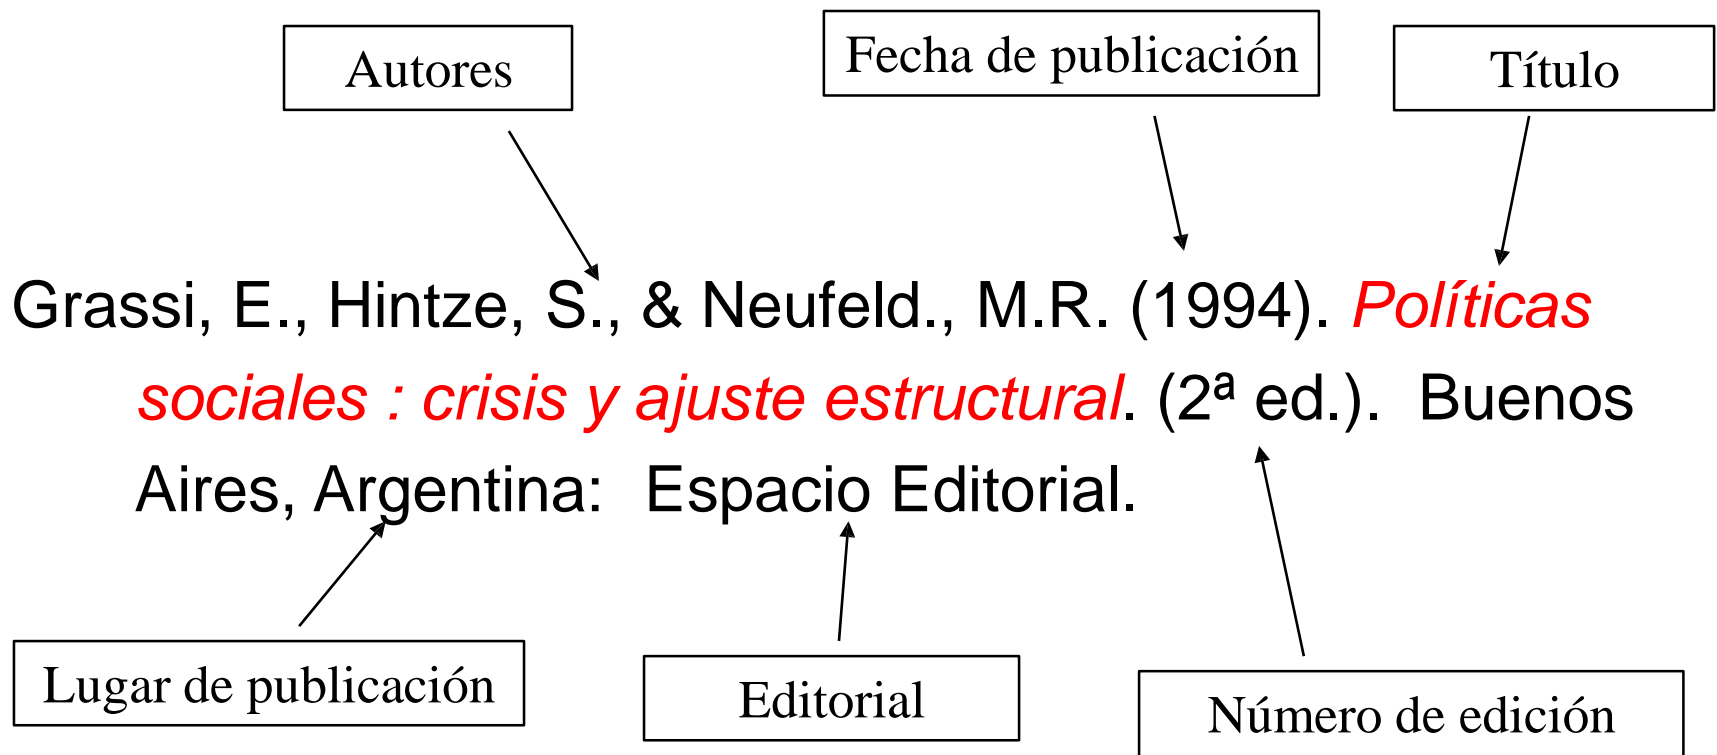 Autores
Fecha de publicación
Título
Grassi, E., Hintze, S., & Neufeld., M.R. (1994). Políticas
sociales : crisis y ajuste estructural. (2ª ed.).  Buenos
Aires, Argentina:  Espacio Editorial.
Lugar de publicación
Editorial
Número de edición